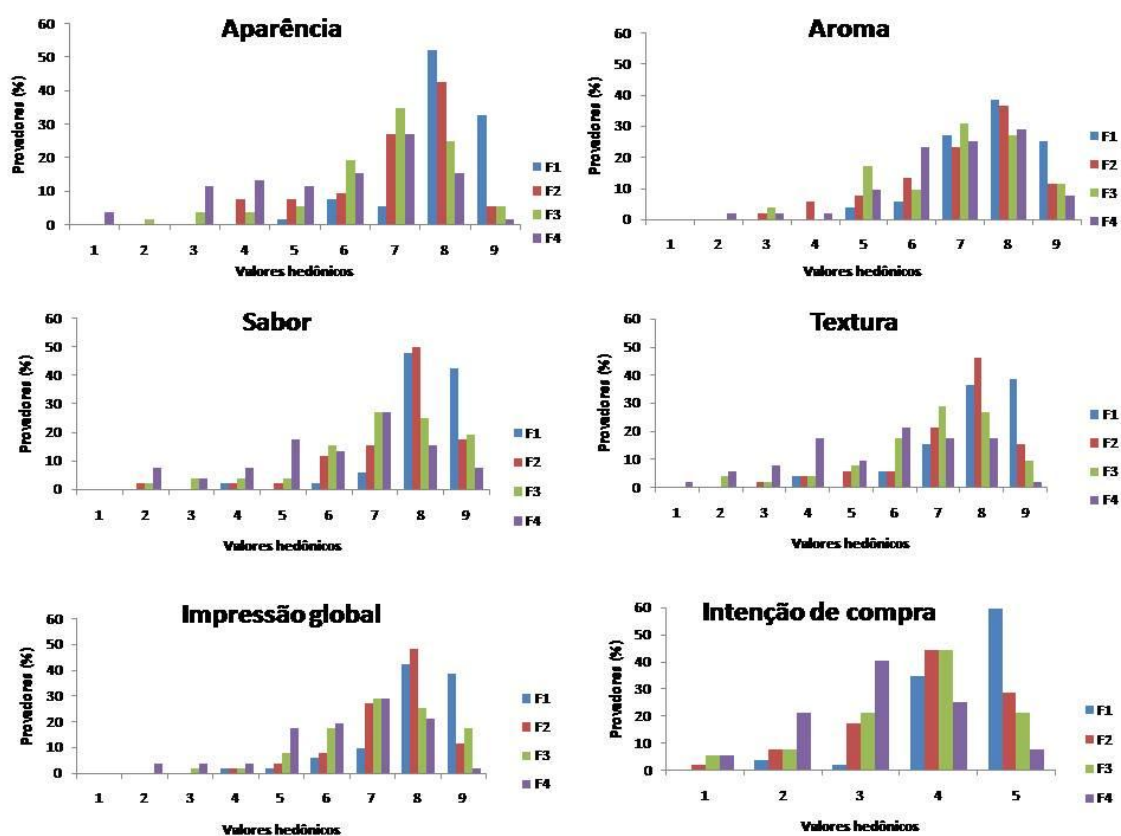 Aparência
Provadores (%)
60
50
40
30
20
10
0
1 2 3 4 5 6 7 8 9
Valores hedônicos
F1
F2
F3
F4
Aroma
Provadores (%)
60
50
40
30
20
10
0
1 2 3 4 5 6 7 8 9
Valores hedônicos
F1
F2
F3
F4
Sabor
Provadores (%)
60
50
40
30
20
10
0
1 2 3 4 5 6 7 8 9
Valores hedônicos
F1
F2
F3
F4
Textura
Provadores (%)
60
50
40
30
20
10
0
1 2 3 4 5 6 7 8 9
Valores hedônicos
F1
F2
F3
F4
Impressão global
Provadores (%)
60
50
40
30
20
10
0
1 2 3 4 5 6 7 8 9
Valores hedônicos
F1
F2
F3
F4
Intenção de compra
Provadores (%)
60
50
40
30
20
10
0
1 2 3 4 5
Valores hedônicos
F1
F2
F3
F4